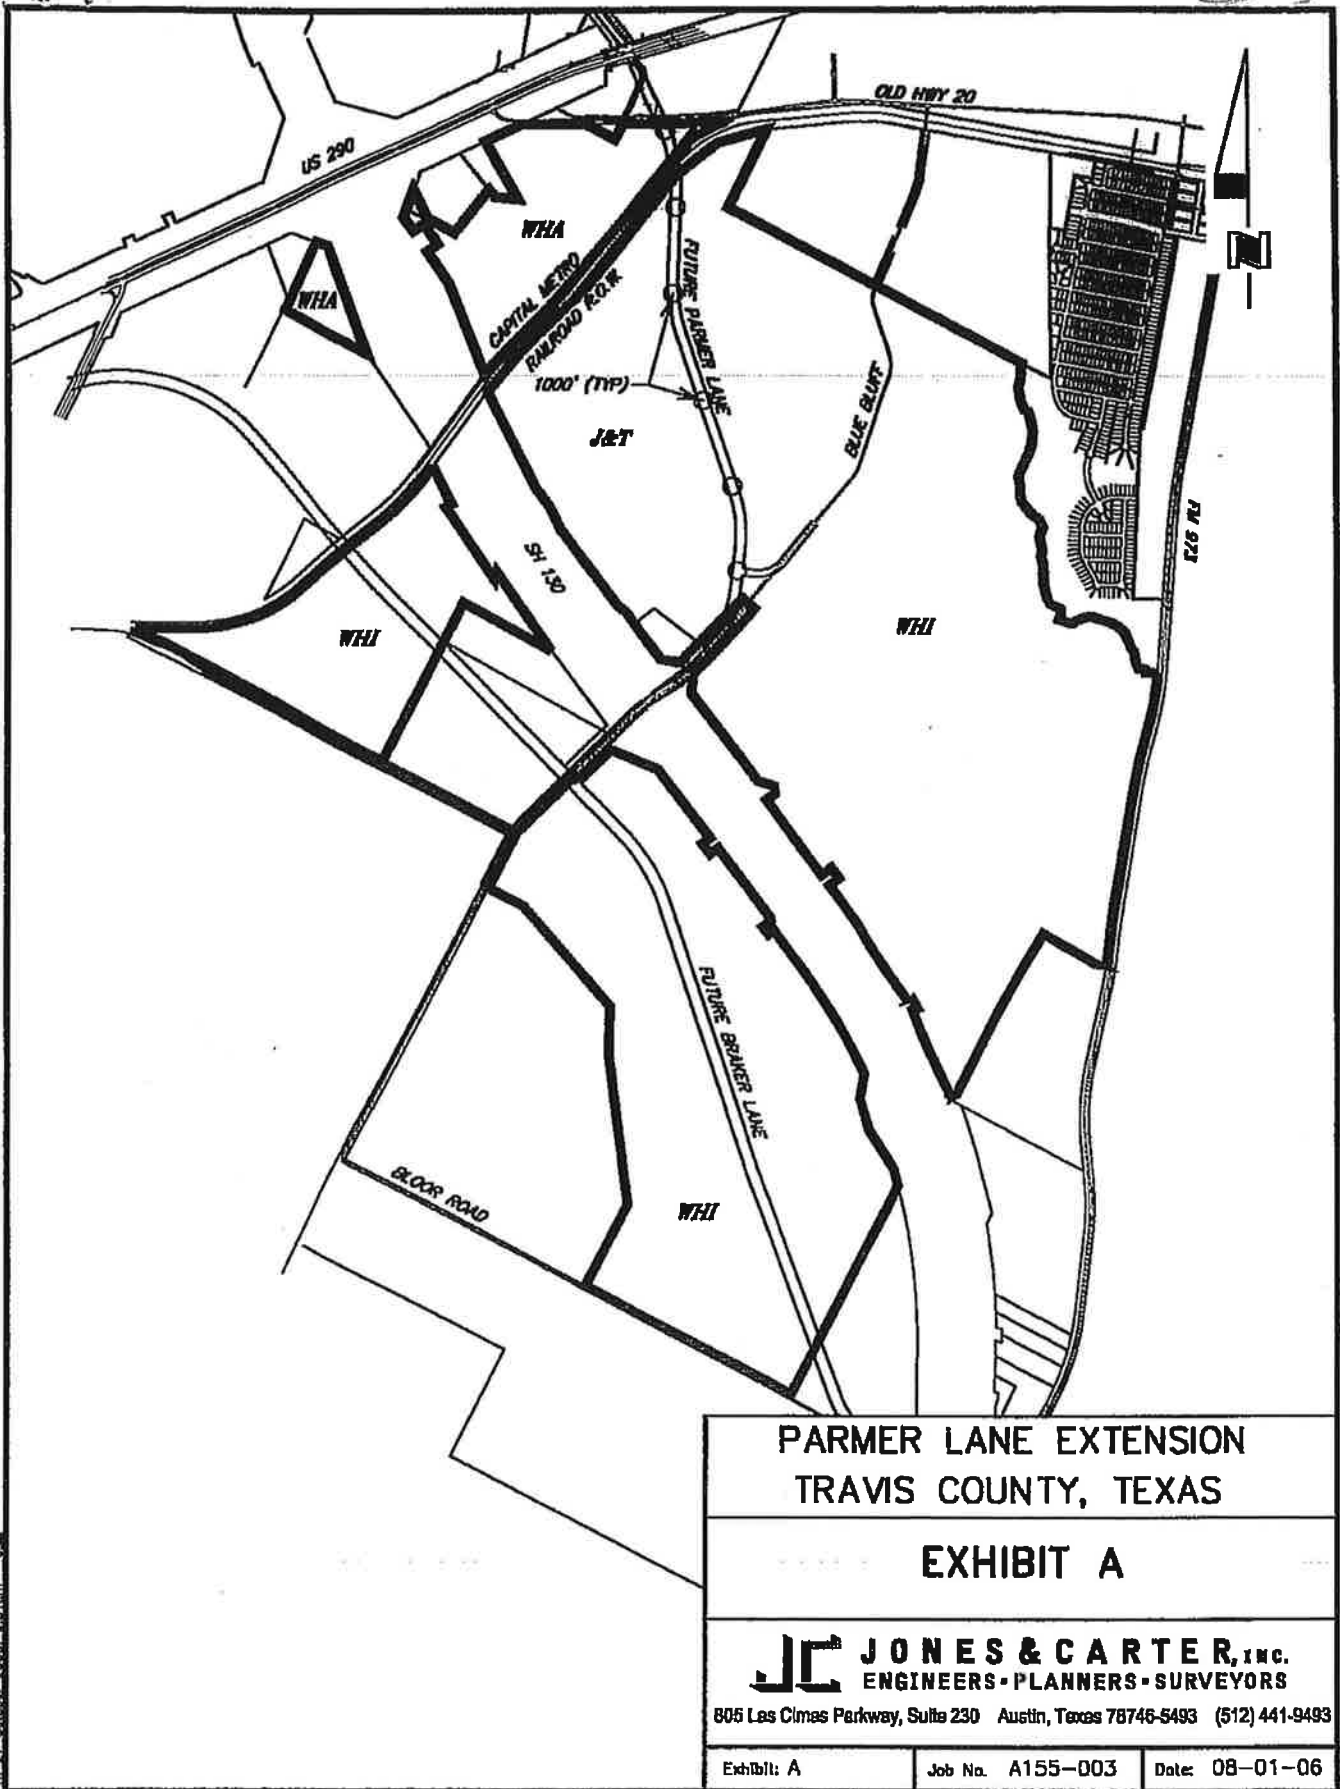 OLD HWY 20
US 290
WHA
WHA
CAPITAL METRO
RAILROAD R.O.W.
FUTURE PARMER LANE
1000' (TYP)
J&T
BLUE BLUFF
N
FM 973
SH 130
WHI
WHI
FUTURE BRAKER LANE
BLOOR ROAD
WHI
PARMER LANE EXTENSION
TRAVIS COUNTY, TEXAS
EXHIBIT A
JC JONES & CARTER, INC.
ENGINEERS·PLANNERS·SURVEYORS
805 Las Cimas Parkway, Suite 230 Austin, Texas 78746-5493 (512) 441-9493
Exhibit: A
Job No. A155-003
Date: 08-01-06